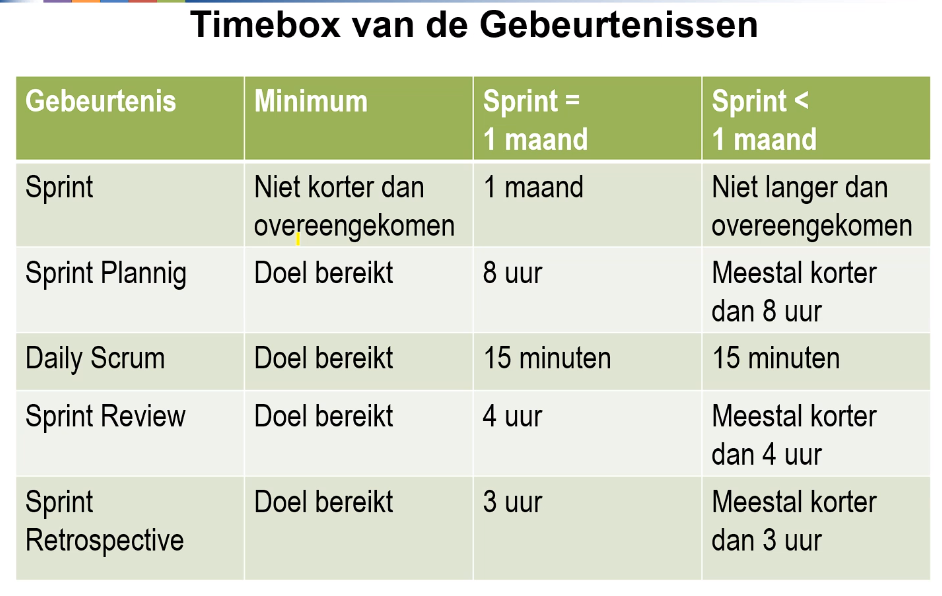 Timebox van de Gebeurtenissen
Gebeurtenis Minimum Sprint = Sprint <
1 maand 1 maand
Sprint Niet korter dan 1 maand Niet langer dan
overeengekomen overeengekomen
Sprint Plannig Doel bereikt 8 uur Meestal korter
dan 8 uur
Daily Scrum Doel bereikt 15 minuten 15 minuten
Sprint Review Doel bereikt 4 uur Meestal korter
dan 4 uur
Sprint Doel bereikt 3 uur Meestal korter
Retrospective dan 3 uur